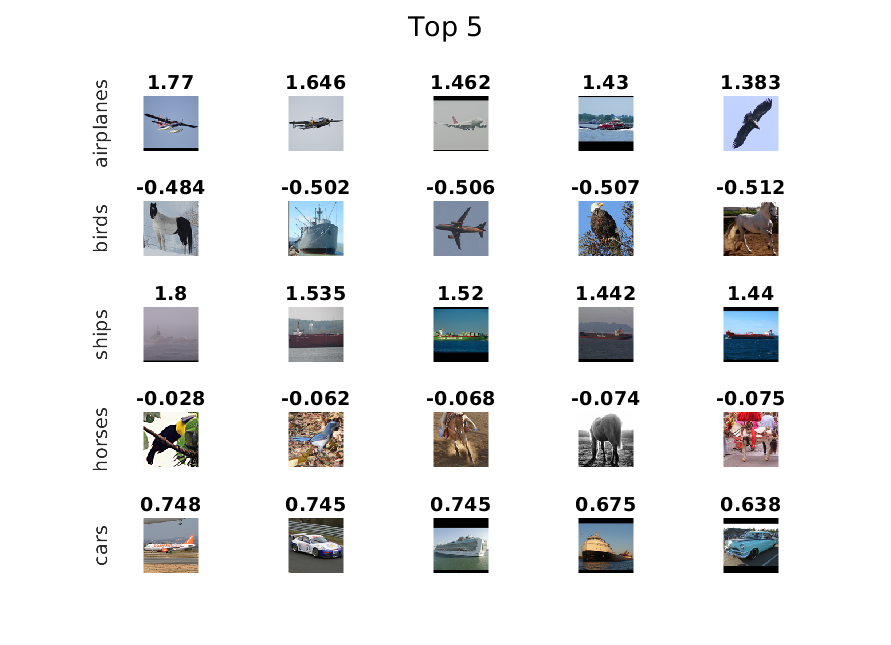 Top 5
airplanes
1.77 1.646 1.462 1.43 1.383
birds
-0.484 -0.502 -0.506 -0.507 -0.512
ships
1.8 1.535 1.52 1.442 1.44
horses
-0.028 -0.062 -0.068 -0.074 -0.075
cars
0.748 0.745 0.745 0.675 0.638